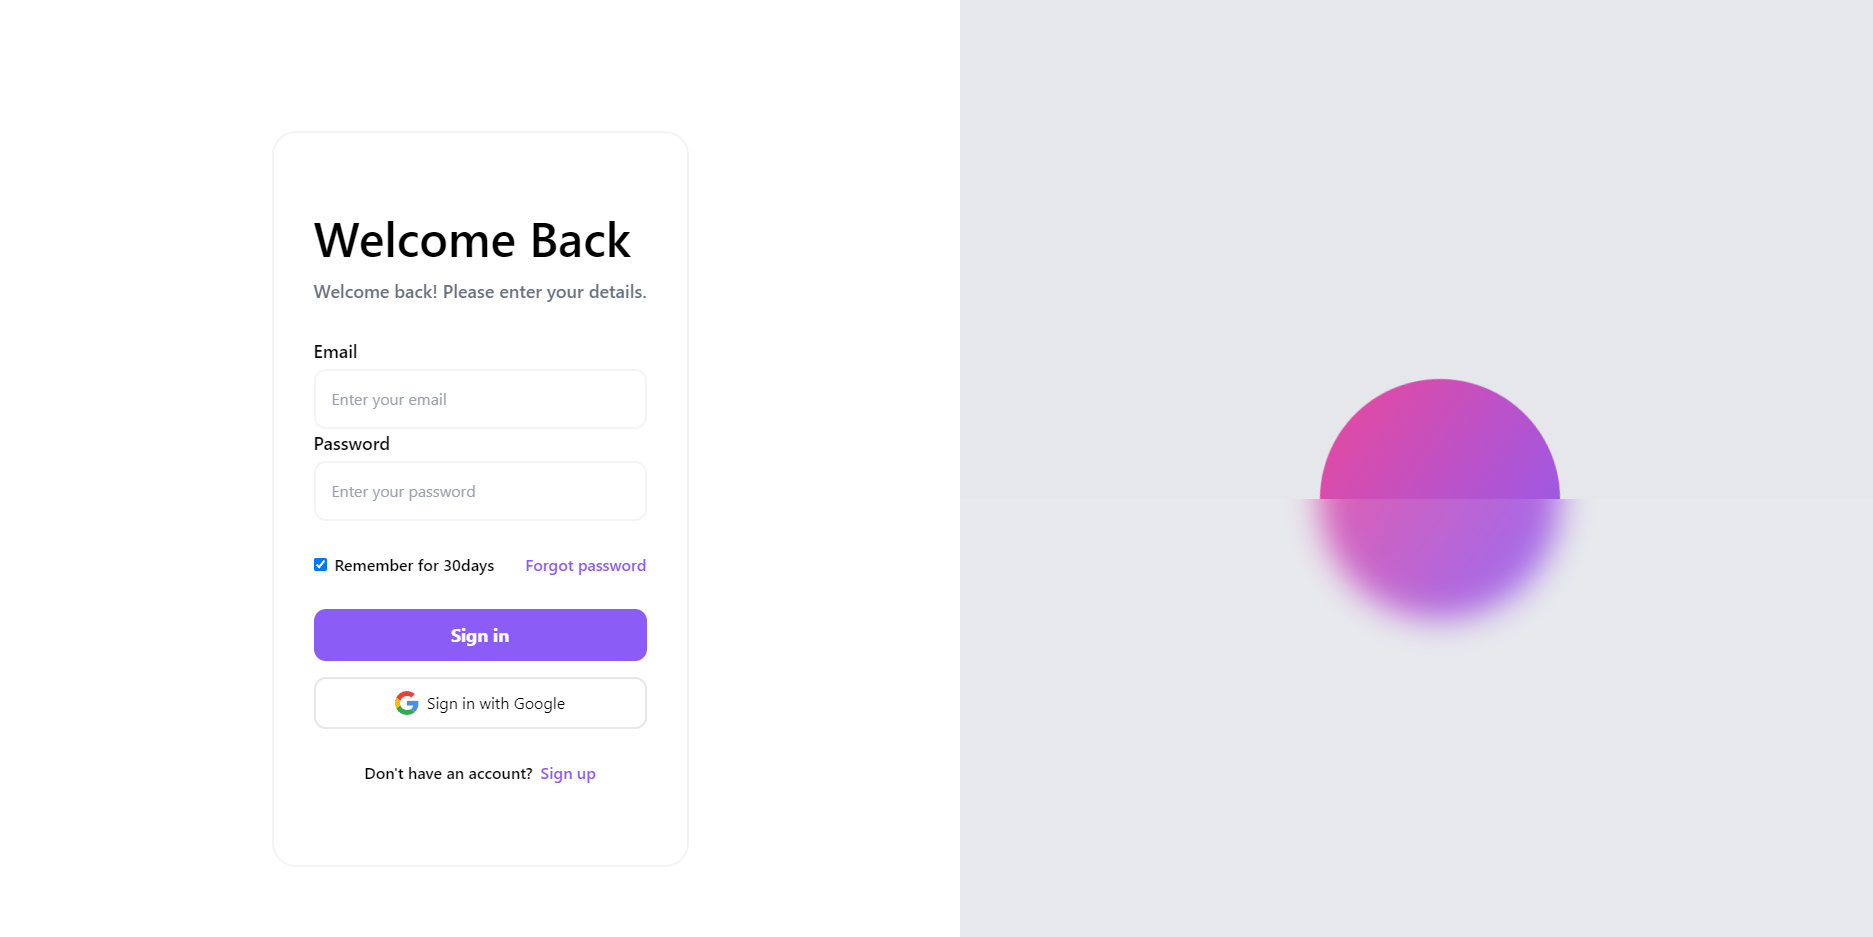 Welcome Back
Welcome back! Please enter your details.
Email
Enter your email
Password
Enter your password
Remember for 30days Forgot password
Sign in
Sign in with Google
Don't have an account? Sign up